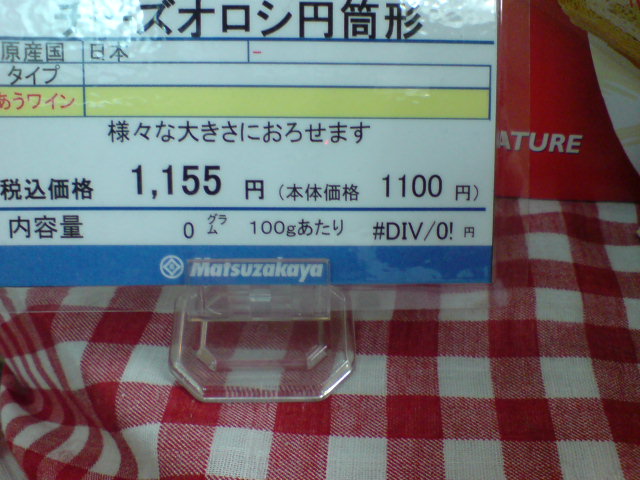 チーズオロシ円筒形
原産国 日本 -
タイプ
あうワイン
様々な大きさにおろせます
税込価格 1,155 円 (本体価格 1100 円)
内容量 0 グラム 100gあたり #DIV/0! 円
Matsuzakaya
ATURE